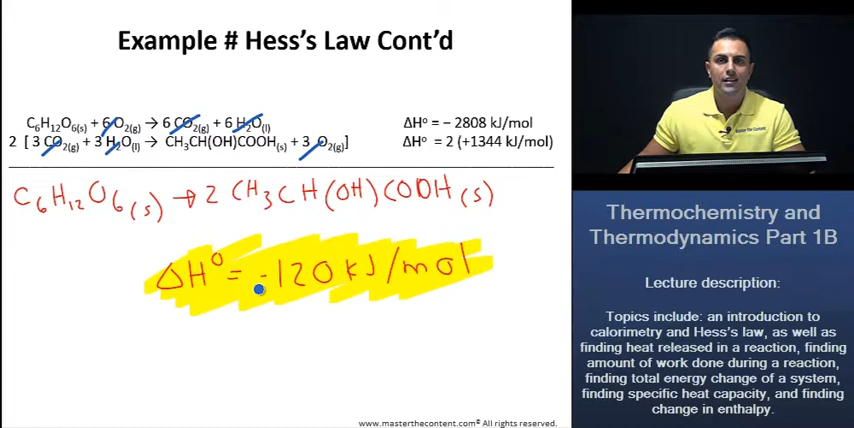 Example # Hess's Law Cont'd
C₆H₁₂O₆₍s₎ + 6 O₂(g) → 6 CO₂(g) + 6 H₂O(l) ΔHº = − 2808 kJ/mol
2 [ 3 CO₂(g) + 3 H₂O(l) → CH₃CH(OH)COOH(s) + 3 O₂(g)] ΔHº = 2 (+1344 kJ/mol)
C₆H₁₂O₆(s) → 2 CH₃CH(OH)COOH(s)
ΔHº = -120 kJ/mol
www.masterthecontent.com© All rights reserved.
Master the Content
Thermochemistry and
Thermodynamics Part 1B
Lecture description:
Topics include: an introduction to
calorimetry and Hess's law, as well as
finding heat released in a reaction, finding
amount of work done during a reaction,
finding total energy change of a system,
finding specific heat capacity, and finding
change in enthalpy.